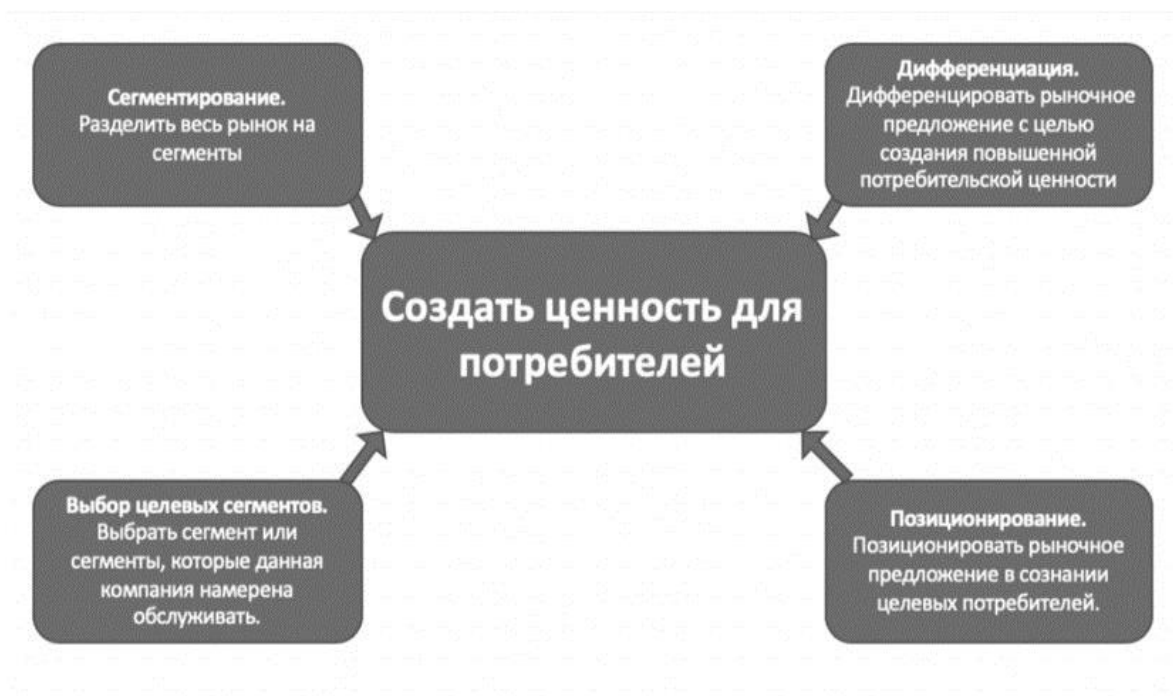 Сегментирование.
Разделить весь рынок на
сегменты
Дифференциация.
Дифференцировать рыночное
предложение с целью
создания повышенной
потребительской ценности
Создать ценность для
потребителей
Выбор целевых сегментов.
Выбрать сегмент или
сегменты, которые данная
компания намерена
обслуживать.
Позиционирование.
Позиционировать рыночное
предложение в сознании
целевых потребителей.